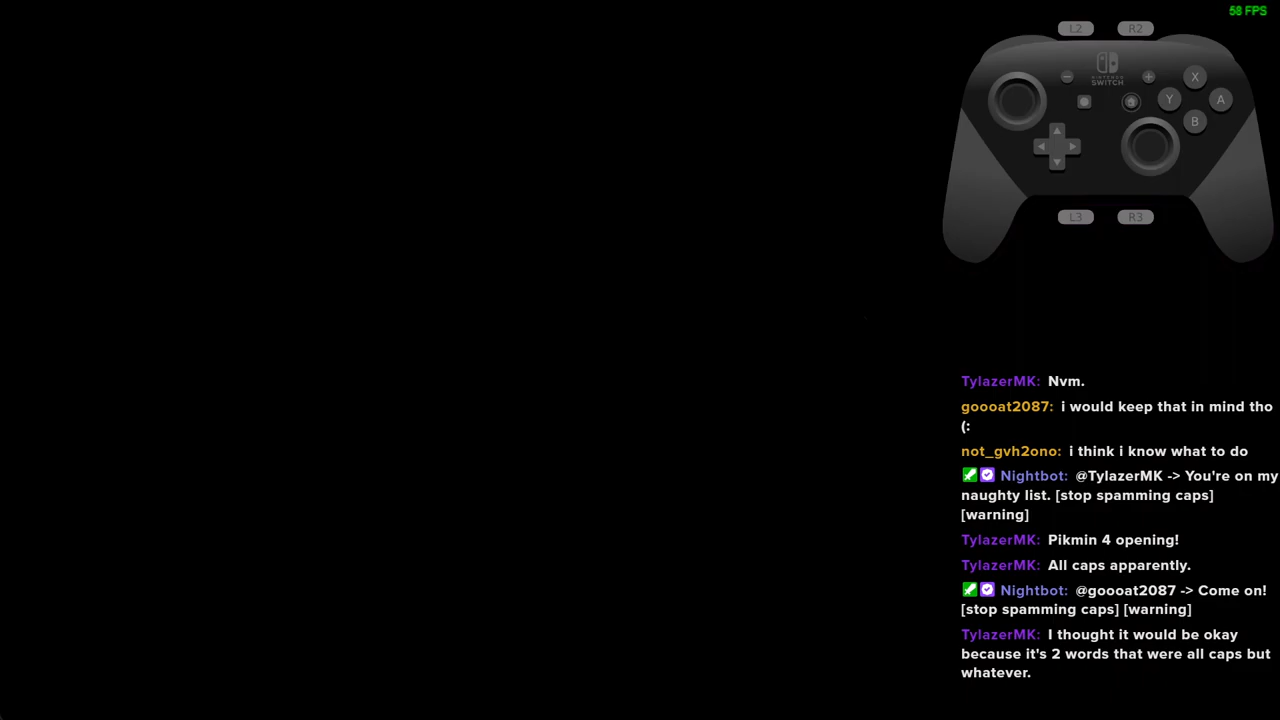 58 FPS
L2 R2
NINTENDO
SWITCH
X
Y A
B
L3 R3
TylazerMK: Nvm.
goooat2087: i would keep that in mind tho
(:
not_gvh2ono: i think i know what to do
Nightbot: @TylazerMK -> You're on my
naughty list. [stop spamming caps]
[warning]
TylazerMK: Pikmin 4 opening!
TylazerMK: All caps apparently.
Nightbot: @goooat2087 -> Come on!
[stop spamming caps] [warning]
TylazerMK: I thought it would be okay
because it's 2 words that were all caps but
whatever.